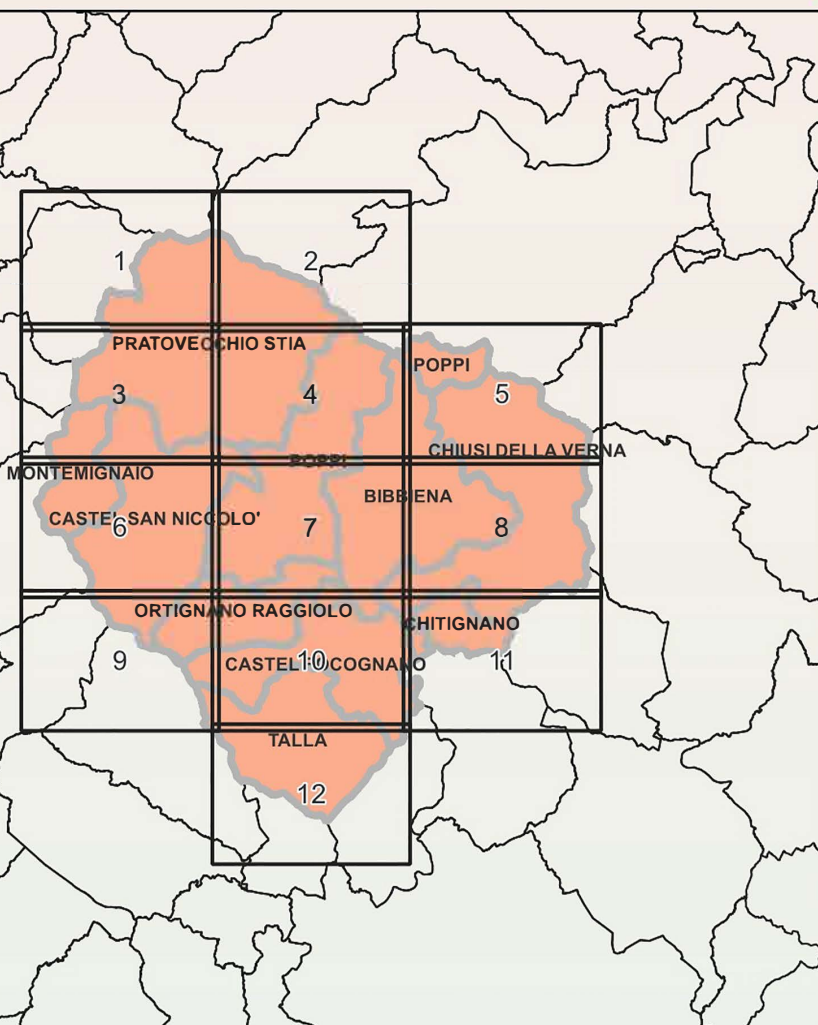 1
2
PRATOVECCHIO STIA
POPPI
3
4
5
CHIUSI DELLA VERNA
POPPI
MONTEMIGNAIO
BIBBIENA
CASTEL SAN NICCOLO'
6
7
8
ORTIGNANO RAGGIOLO
CHITIGNANO
9
CASTEL FOCOGNANO
10
11
TALLA
12